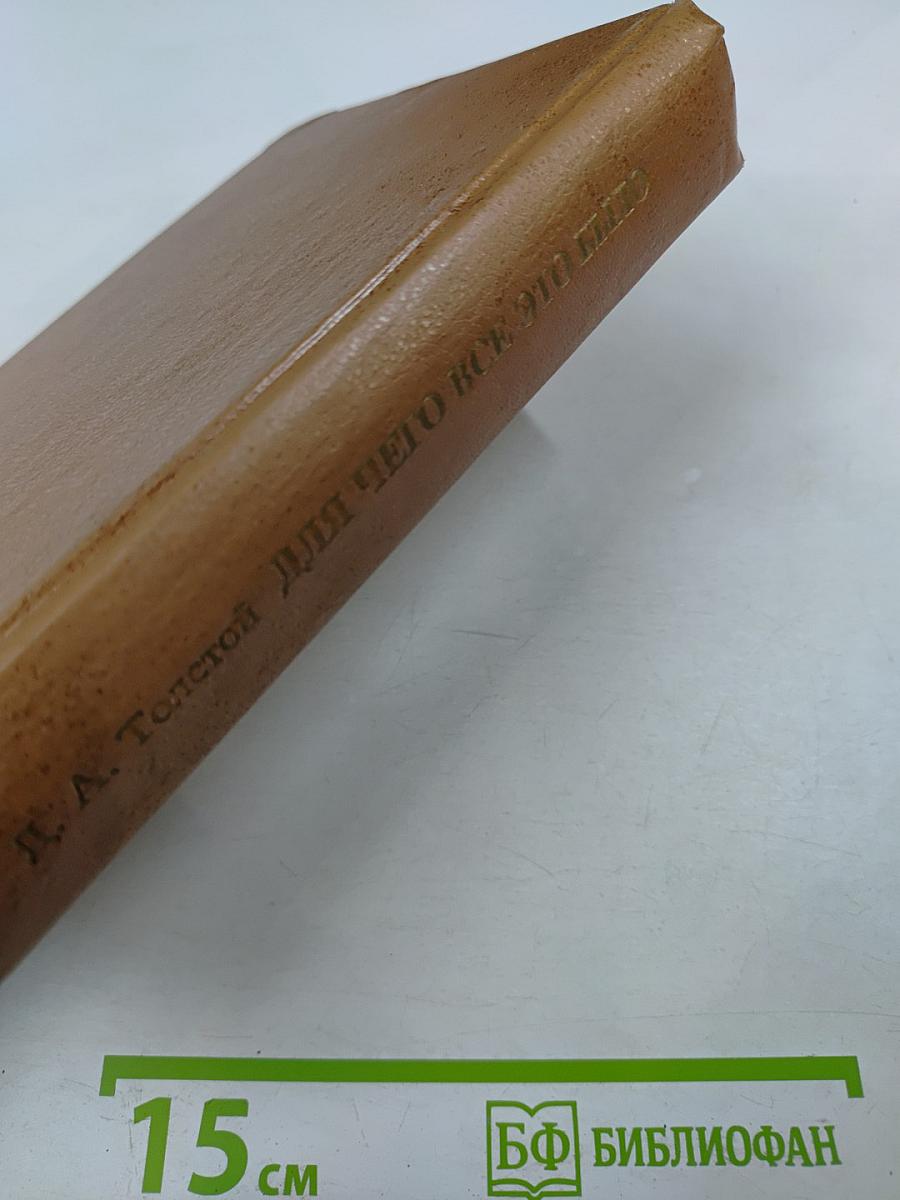 Д. А. Толстой ДЛЯ ЧЕГО ВСЕ ЭТО БЫЛО
15 см
БФ БИБЛИОФАН